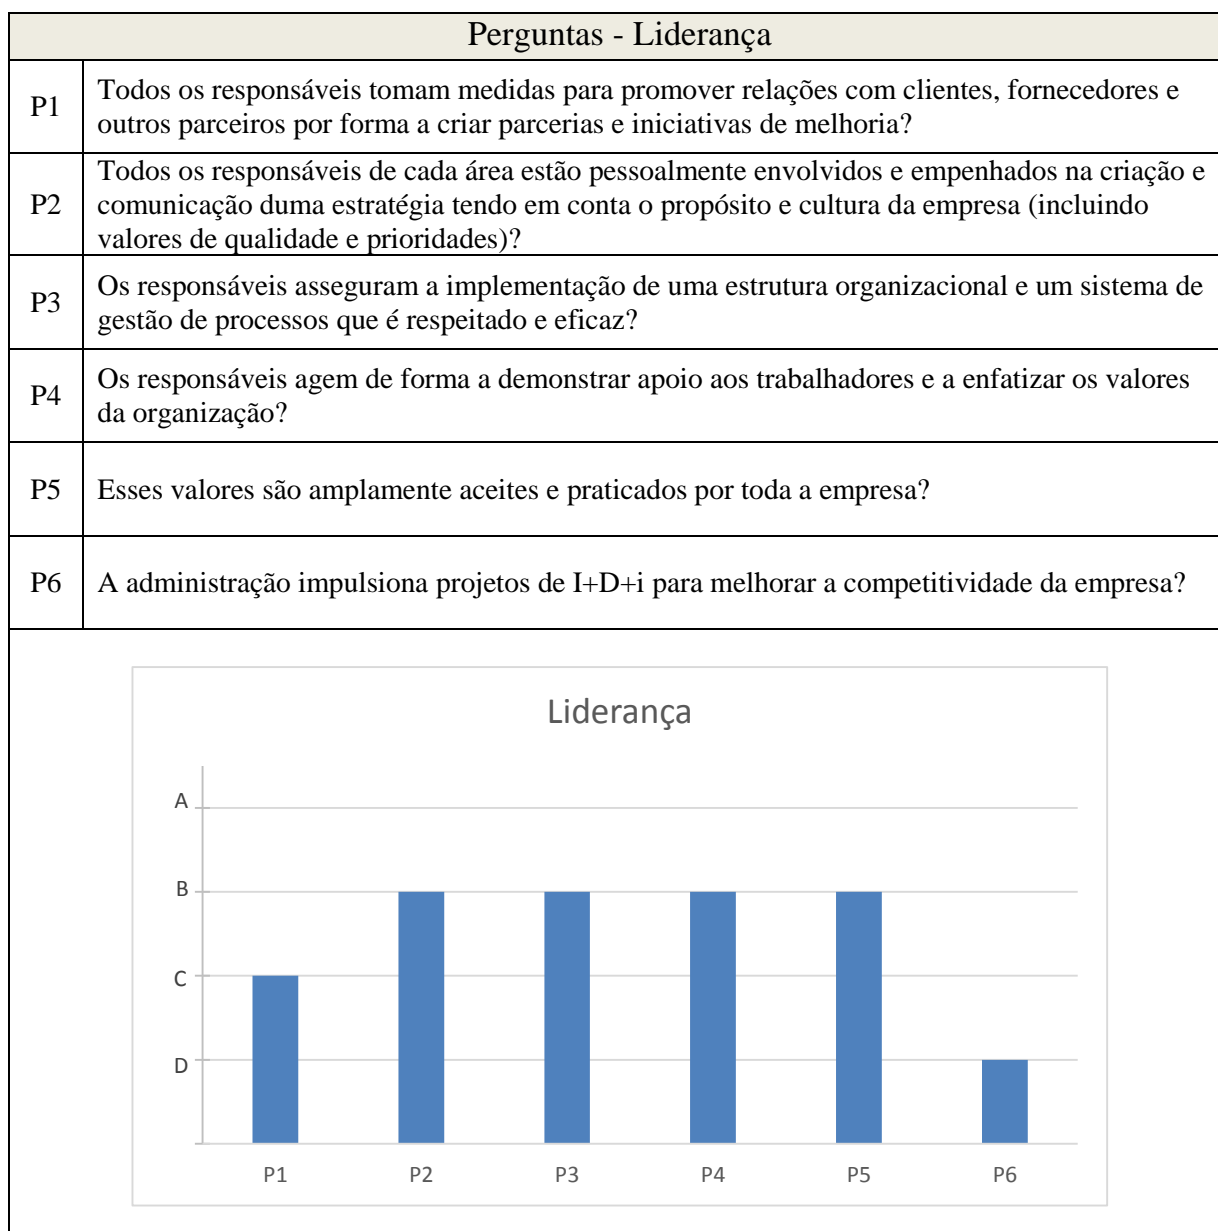 Perguntas - Liderança
P1
Todos os responsáveis tomam medidas para promover relações com clientes, fornecedores e
outros parceiros por forma a criar parcerias e iniciativas de melhoria?
P2
Todos os responsáveis de cada área estão pessoalmente envolvidos e empenhados na criação e
comunicação duma estratégia tendo em conta o propósito e cultura da empresa (incluindo
valores de qualidade e prioridades)?
P3
Os responsáveis asseguram a implementação de uma estrutura organizacional e um sistema de
gestão de processos que é respeitado e eficaz?
P4
Os responsáveis agem de forma a demonstrar apoio aos trabalhadores e a enfatizar os valores
da organização?
P5
Esses valores são amplamente aceites e praticados por toda a empresa?
P6
A administração impulsiona projetos de I+D+i para melhorar a competitividade da empresa?
Liderança
A
B
C
D
P1 P2 P3 P4 P5 P6